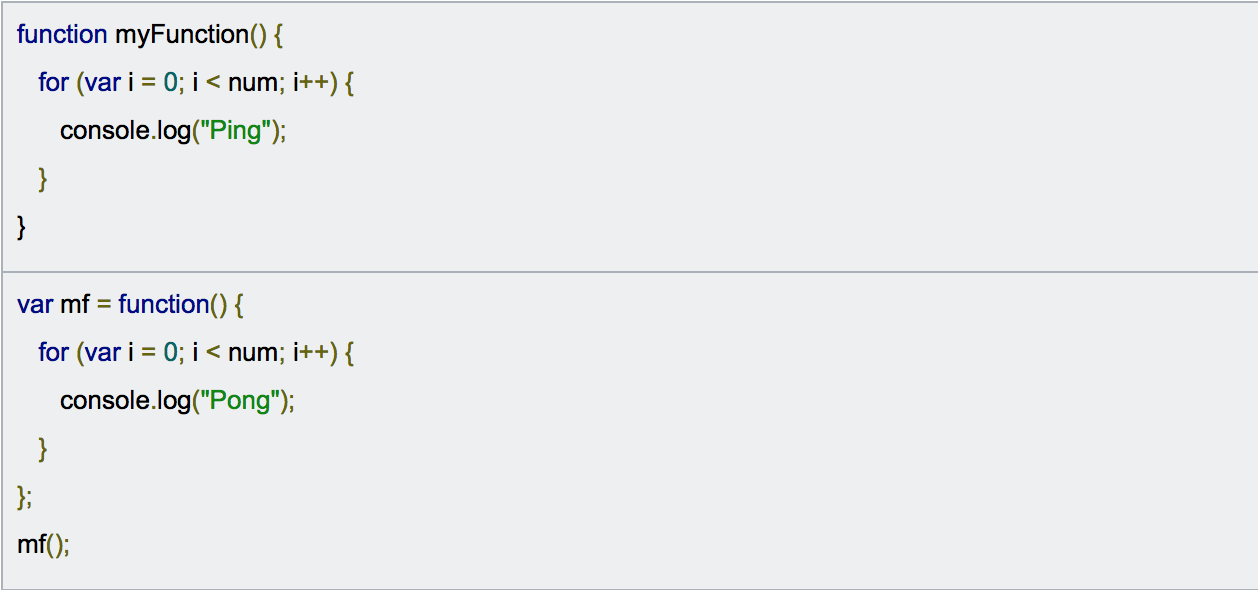 function myFunction() {
for (var i = 0; i < num; i++) {
console.log("Ping");
}
}
var mf = function() {
for (var i = 0; i < num; i++) {
console.log("Pong");
}
};
mf();